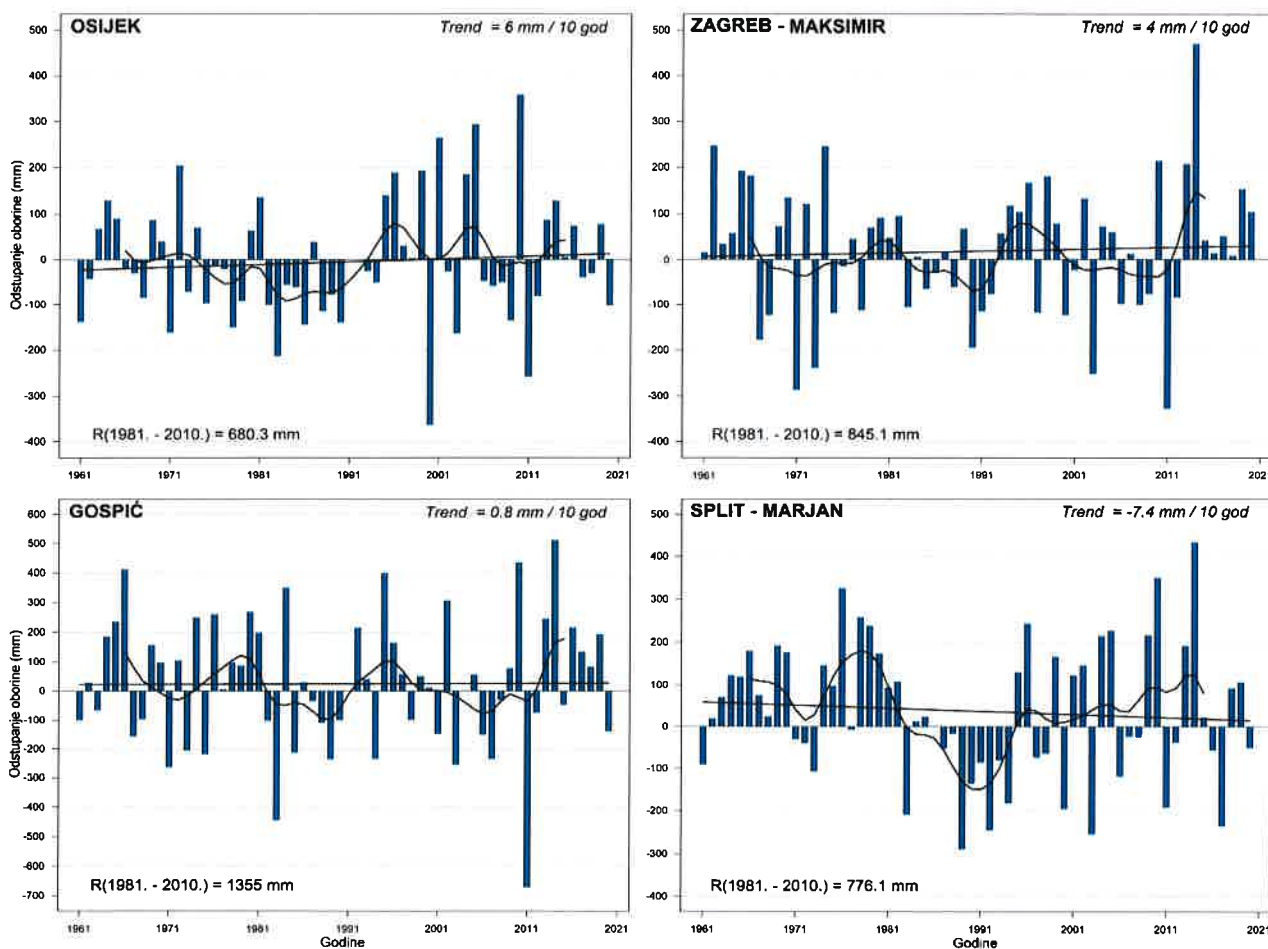 OSIJEK
Trend = 6 mm / 10 god
500
400
300
200
100
0
-100
-200
-300
-400
Odstupanje oborine (mm)
R(1981. - 2010.) = 680.3 mm
1961 1971 1981 1991 2001 2011 2021
ZAGREB - MAKSIMIR
Trend = 4 mm / 10 god
500
400
300
200
100
0
-100
-200
-300
-400
R(1981. - 2010.) = 845.1 mm
1961 1971 1981 1991 2001 2011 202
GOSPIĆ
Trend = 0.8 mm / 10 god
600
500
400
300
200
100
0
-100
-200
-300
-400
-500
-600
-700
Odstupanje oborine (mm)
R(1981. - 2010.) = 1355 mm
1961 1971 1981 1991 2001 2011 2021
Godine
SPLIT - MARJAN
Trend = -7.4 mm / 10 god
500
400
300
200
100
0
-100
-200
-300
-400
R(1981. - 2010.) = 776.1 mm
1961 1971 1981 1991 2001 2011 2021
Godine